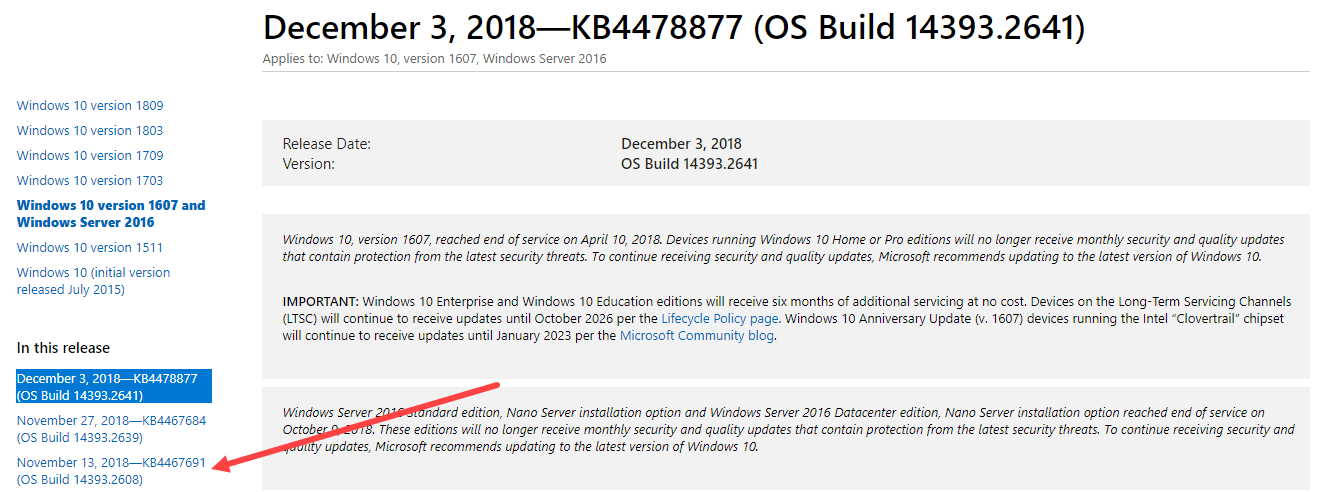 December 3, 2018—KB4478877 (OS Build 14393.2641)
Applies to: Windows 10, version 1607, Windows Server 2016
Windows 10 version 1809
Windows 10 version 1803
Windows 10 version 1709
Windows 10 version 1703
Windows 10 version 1607 and
Windows Server 2016
Windows 10 version 1511
Windows 10 (initial version
released July 2015)
In this release
December 3, 2018—KB4478877
(OS Build 14393.2641)
November 27, 2018—KB4467684
(OS Build 14393.2639)
November 13, 2018—KB4467691
(OS Build 14393.2608)
Release Date: December 3, 2018
Version: OS Build 14393.2641
Windows 10, version 1607, reached end of service on April 10, 2018. Devices running Windows 10 Home or Pro editions will no longer receive monthly security and quality updates
that contain protection from the latest security threats. To continue receiving security and quality updates, Microsoft recommends updating to the latest version of Windows 10.
IMPORTANT: Windows 10 Enterprise and Windows 10 Education editions will receive six months of additional servicing at no cost. Devices on the Long-Term Servicing Channels
(LTSC) will continue to receive updates until October 2026 per the Lifecycle Policy page. Windows 10 Anniversary Update (v. 1607) devices running the Intel “Clovertrail” chipset
will continue to receive updates until January 2023 per the Microsoft Community blog.
Windows Server 2016 Standard edition, Nano Server installation option and Windows Server 2016 Datacenter edition, Nano Server installation option reached end of service on
October 9, 2018. These editions will no longer receive monthly security and quality updates that contain protection from the latest security threats. To continue receiving security and
quality updates, Microsoft recommends updating to the latest version of Windows 10.